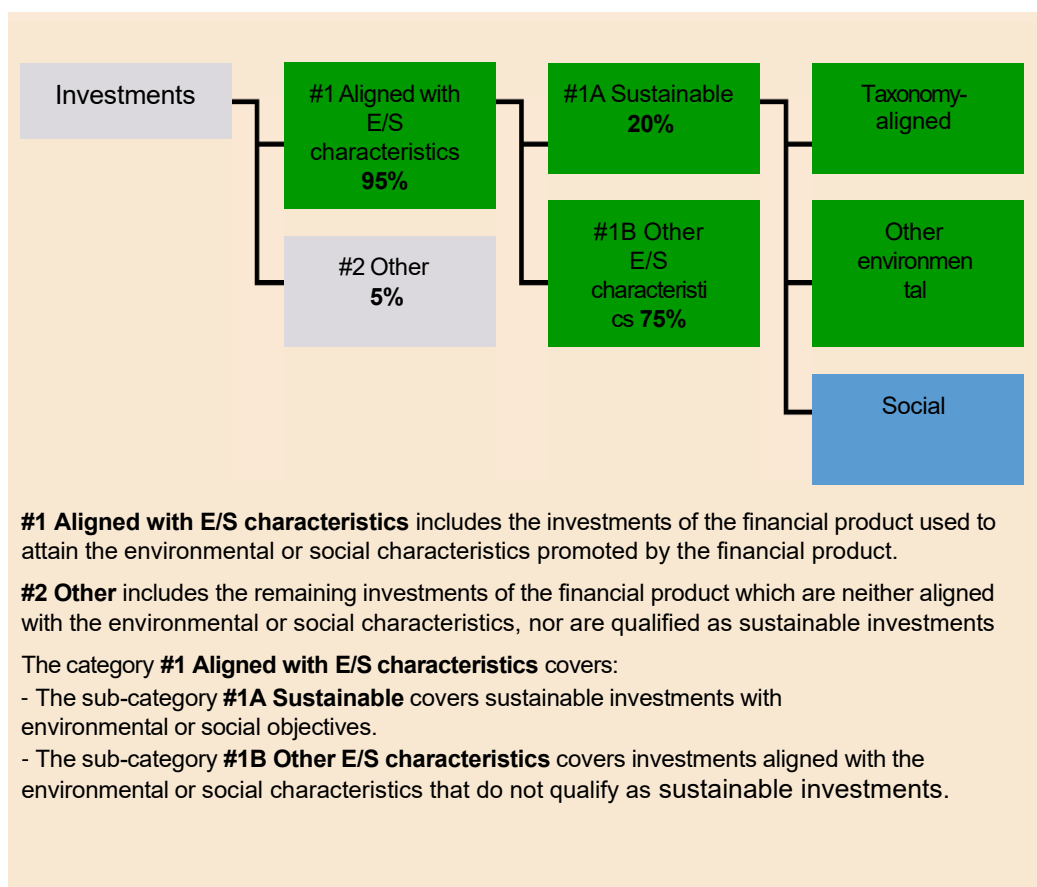 Investments
#1 Aligned with
E/S
characteristics
95%
#2 Other
5%
#1A Sustainable
20%
#1B Other
E/S
characteristi
cs 75%
Taxonomy-
aligned
Other
environmen
tal
Social
#1 Aligned with E/S characteristics includes the investments of the financial product used to
attain the environmental or social characteristics promoted by the financial product.
#2 Other includes the remaining investments of the financial product which are neither aligned
with the environmental or social characteristics, nor are qualified as sustainable investments
The category #1 Aligned with E/S characteristics covers:
- The sub-category #1A Sustainable covers sustainable investments with
environmental or social objectives.
- The sub-category #1B Other E/S characteristics covers investments aligned with the
environmental or social characteristics that do not qualify as sustainable investments.